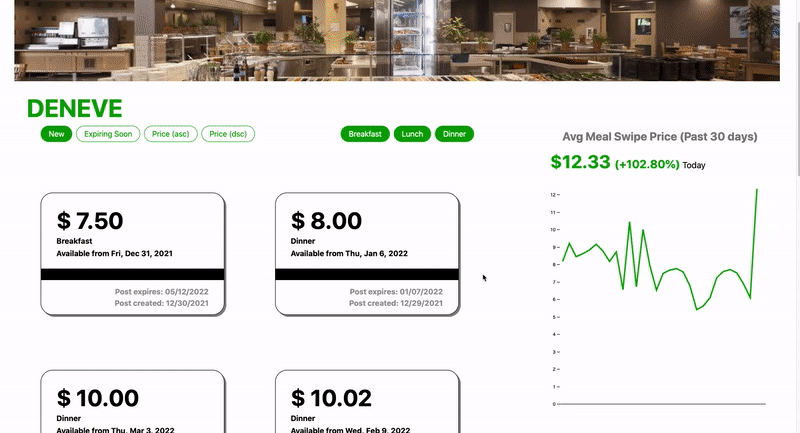 DENEVE
New
Expiring Soon
Price (asc)
Price (dsc)
Breakfast
Lunch
Dinner
$ 7.50
Breakfast
Available from Fri, Dec 31, 2021
Post expires: 05/12/2022
Post created: 12/30/2021
$ 8.00
Dinner
Available from Thu, Jan 6, 2022
Post expires: 01/07/2022
Post created: 12/29/2021
$ 10.00
Dinner
Available from Thu, Mar 3, 2022
$ 10.02
Dinner
Available from Wed, Feb 9, 2022
Avg Meal Swipe Price (Past 30 days)
$12.33 (+102.80%) Today
12
11
10
9
8
7
6
5
4
3
2
1
0